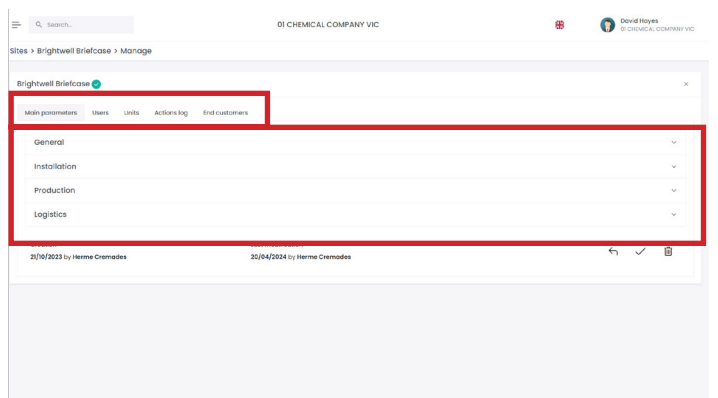 Search..
01 CHEMICAL COMPANY VIC
David Hayes
01 CHEMICAL COMPANY VIC
Sites > Brightwell Briefcase > Manage
Brightwell Briefcase
Main parameters Users Units Actions log End customers
General
Installation
Production
Logistics
21/10/2023 by Herme Cremades 20/04/2024 by Herme Cremades